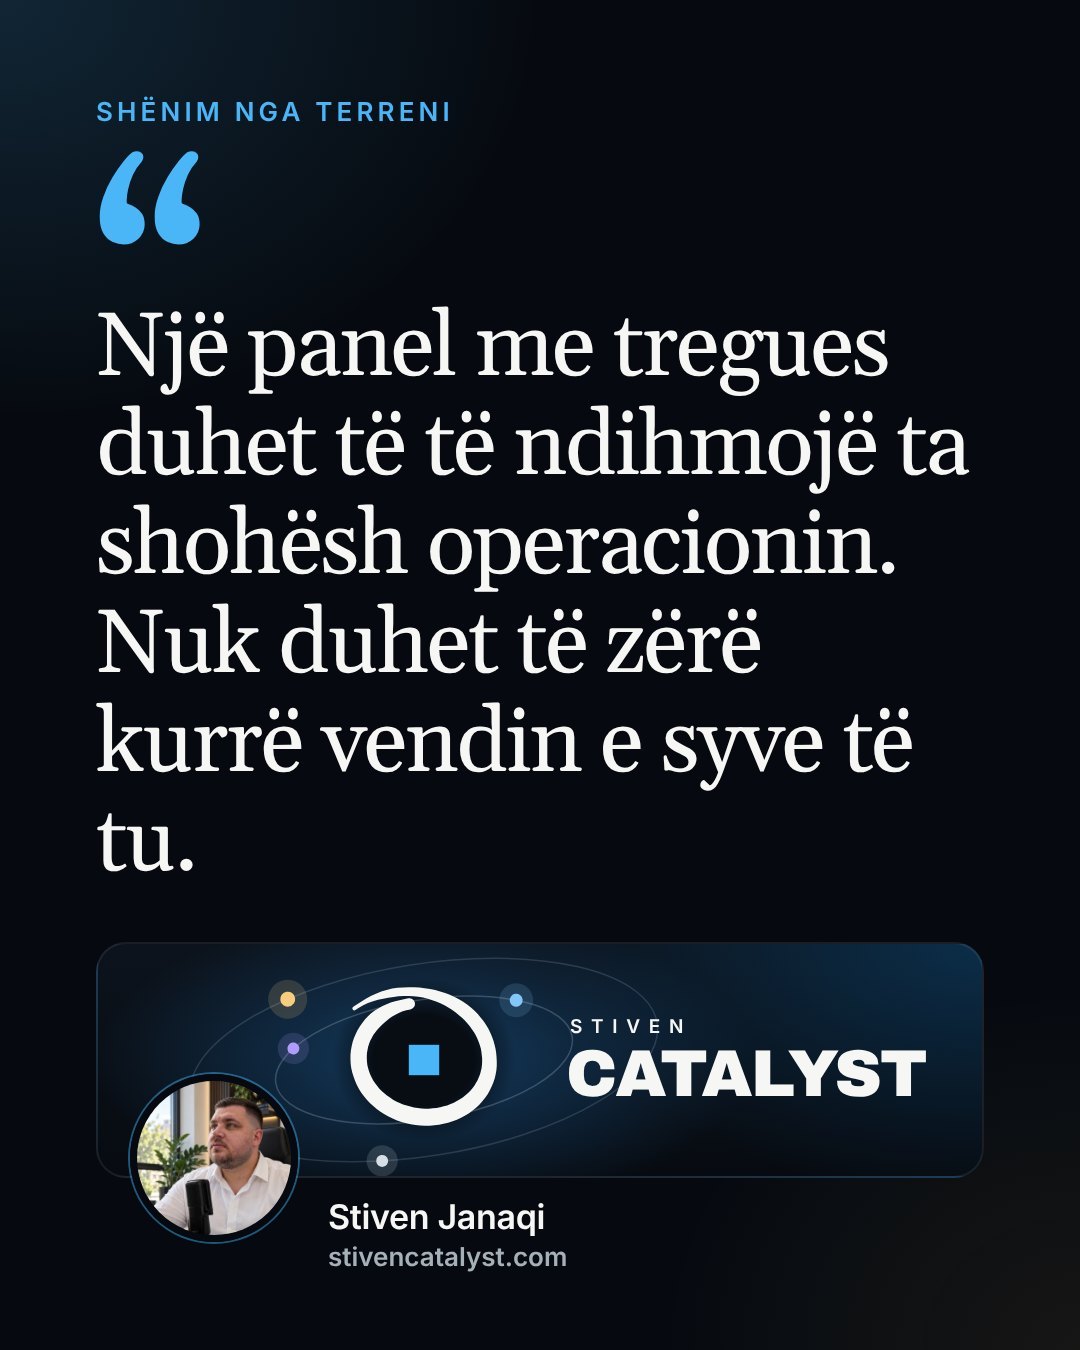 SHËNIM NGA TERRENI
“
Një panel me tregues
duhet të të ndihmojë ta
shohësh operacionin.
Nuk duhet të zërë
kurrë vendin e syve të
tu.
STIVEN
CATALYST
Stiven Janaqi
stivencatalyst.com